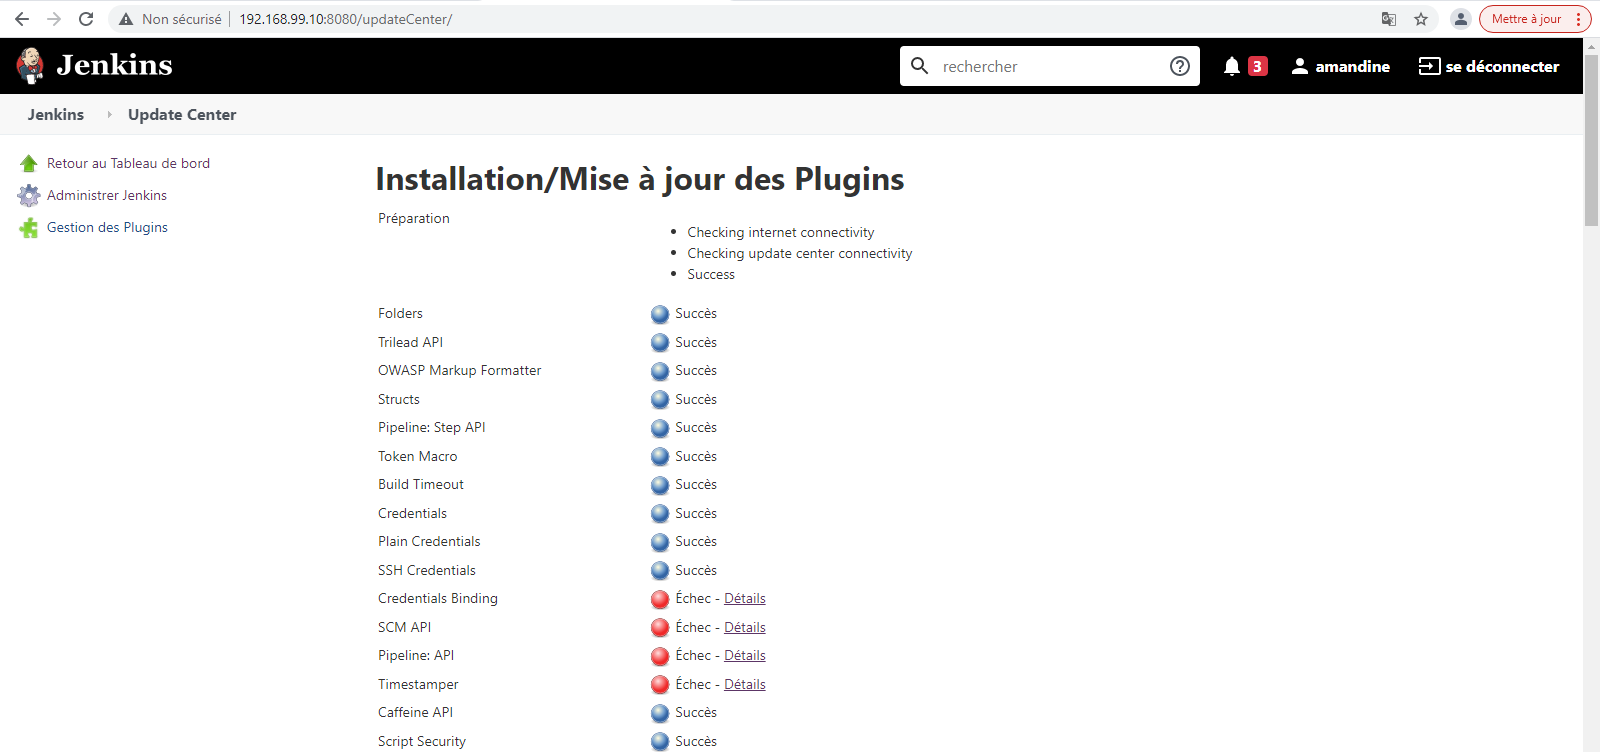 Non sécurisé | 192.168.99.10:8080/updateCenter/
Mettre à jour
Jenkins
rechercher
3
amandine
se déconnecter
Jenkins
Update Center
Retour au Tableau de bord
Administrer Jenkins
Gestion des Plugins
Installation/Mise à jour des Plugins
Préparation
Checking internet connectivity
Checking update center connectivity
Success
Folders Succès
Trilead API Succès
OWASP Markup Formatter Succès
Structs Succès
Pipeline: Step API Succès
Token Macro Succès
Build Timeout Succès
Credentials Succès
Plain Credentials Succès
SSH Credentials Succès
Credentials Binding Échec - Détails
SCM API Échec - Détails
Pipeline: API Échec - Détails
Timestamper Échec - Détails
Caffeine API Succès
Script Security Succès